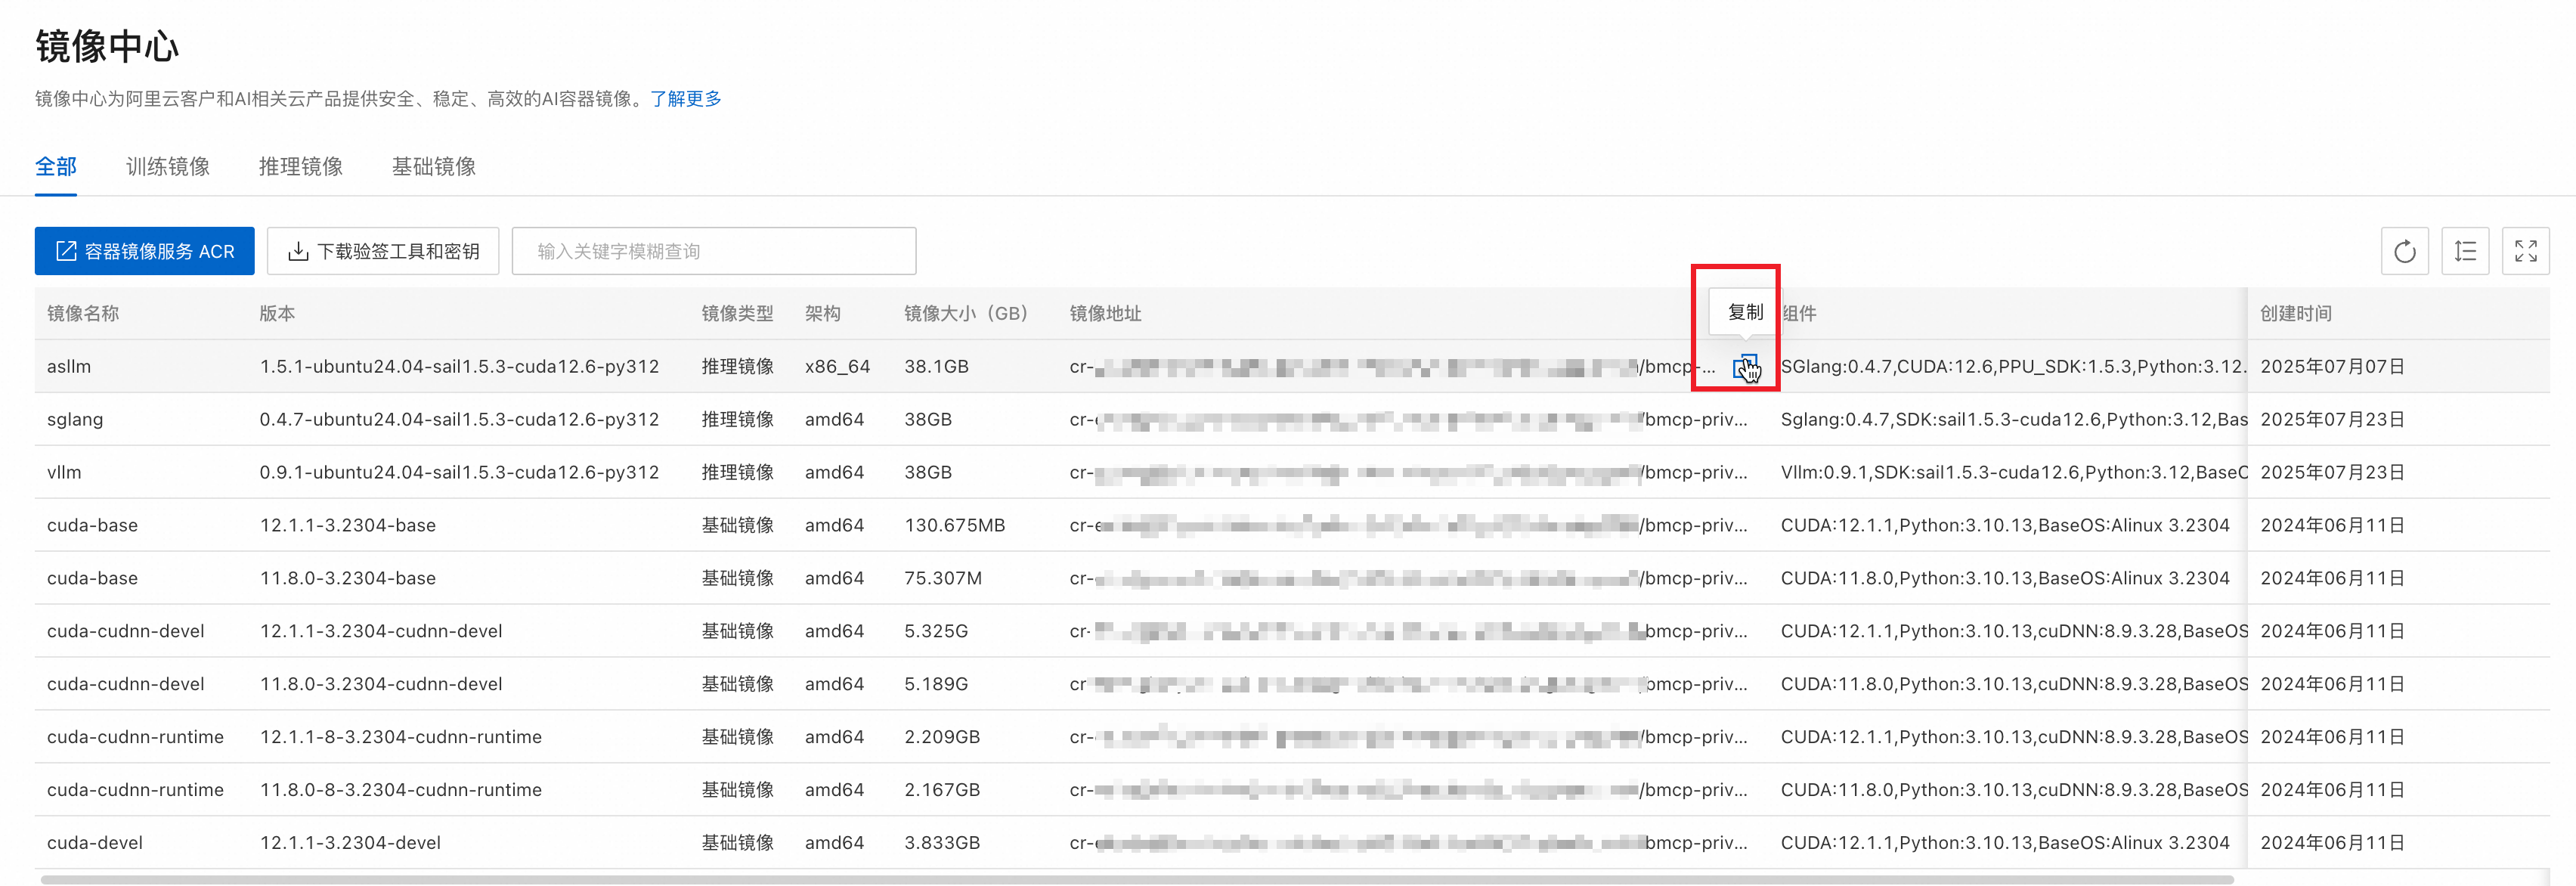 镜像中心
镜像中心为阿里云客户和AI相关云产品提供安全、稳定、高效的AI容器镜像。了解更多
全部 训练镜像 推理镜像 基础镜像
容器镜像服务 ACR 下载验签工具和密钥 输入关键字模糊查询
复制
镜像名称 版本 镜像类型 架构 镜像大小（GB） 镜像地址 组件 创建时间
asllm 1.5.1-ubuntu24.04-sail1.5.3-cuda12.6-py312 推理镜像 x86_64 38.1GB cr- /bmcp-... SGlang:0.4.7,CUDA:12.6,PPU_SDK:1.5.3,Python:3.12. 2025年07月07日
sglang 0.4.7-ubuntu24.04-sail1.5.3-cuda12.6-py312 推理镜像 amd64 38GB cr- /bmcp-priv... Sglang:0.4.7,SDK:sail1.5.3-cuda12.6,Python:3.12,Bas 2025年07月23日
vllm 0.9.1-ubuntu24.04-sail1.5.3-cuda12.6-py312 推理镜像 amd64 38GB cr- /bmcp-priv... Vllm:0.9.1,SDK:sail1.5.3-cuda12.6,Python:3.12,BaseO 2025年07月23日
cuda-base 12.1.1-3.2304-base 基础镜像 amd64 130.675MB cr- /bmcp-priv... CUDA:12.1.1,Python:3.10.13,BaseOS:Alinux 3.2304 2024年06月11日
cuda-base 11.8.0-3.2304-base 基础镜像 amd64 75.307M cr- /bmcp-priv... CUDA:11.8.0,Python:3.10.13,BaseOS:Alinux 3.2304 2024年06月11日
cuda-cudnn-devel 12.1.1-3.2304-cudnn-devel 基础镜像 amd64 5.325G cr- bmcp-priv... CUDA:12.1.1,Python:3.10.13,cuDNN:8.9.3.28,BaseOS 2024年06月11日
cuda-cudnn-devel 11.8.0-3.2304-cudnn-devel 基础镜像 amd64 5.189G cr bmcp-priv... CUDA:11.8.0,Python:3.10.13,cuDNN:8.9.3.28,BaseOS 2024年06月11日
cuda-cudnn-runtime 12.1.1-8-3.2304-cudnn-runtime 基础镜像 amd64 2.209GB cr- /bmcp-priv... CUDA:12.1.1,Python:3.10.13,cuDNN:8.9.3.28,BaseOS 2024年06月11日
cuda-cudnn-runtime 11.8.0-8-3.2304-cudnn-runtime 基础镜像 amd64 2.167GB cr- /bmcp-priv... CUDA:11.8.0,Python:3.10.13,cuDNN:8.9.3.28,BaseOS 2024年06月11日
cuda-devel 12.1.1-3.2304-devel 基础镜像 amd64 3.833GB cr- bmcp-priv... CUDA:12.1.1,Python:3.10.13,BaseOS:Alinux 3.2304 2024年06月11日